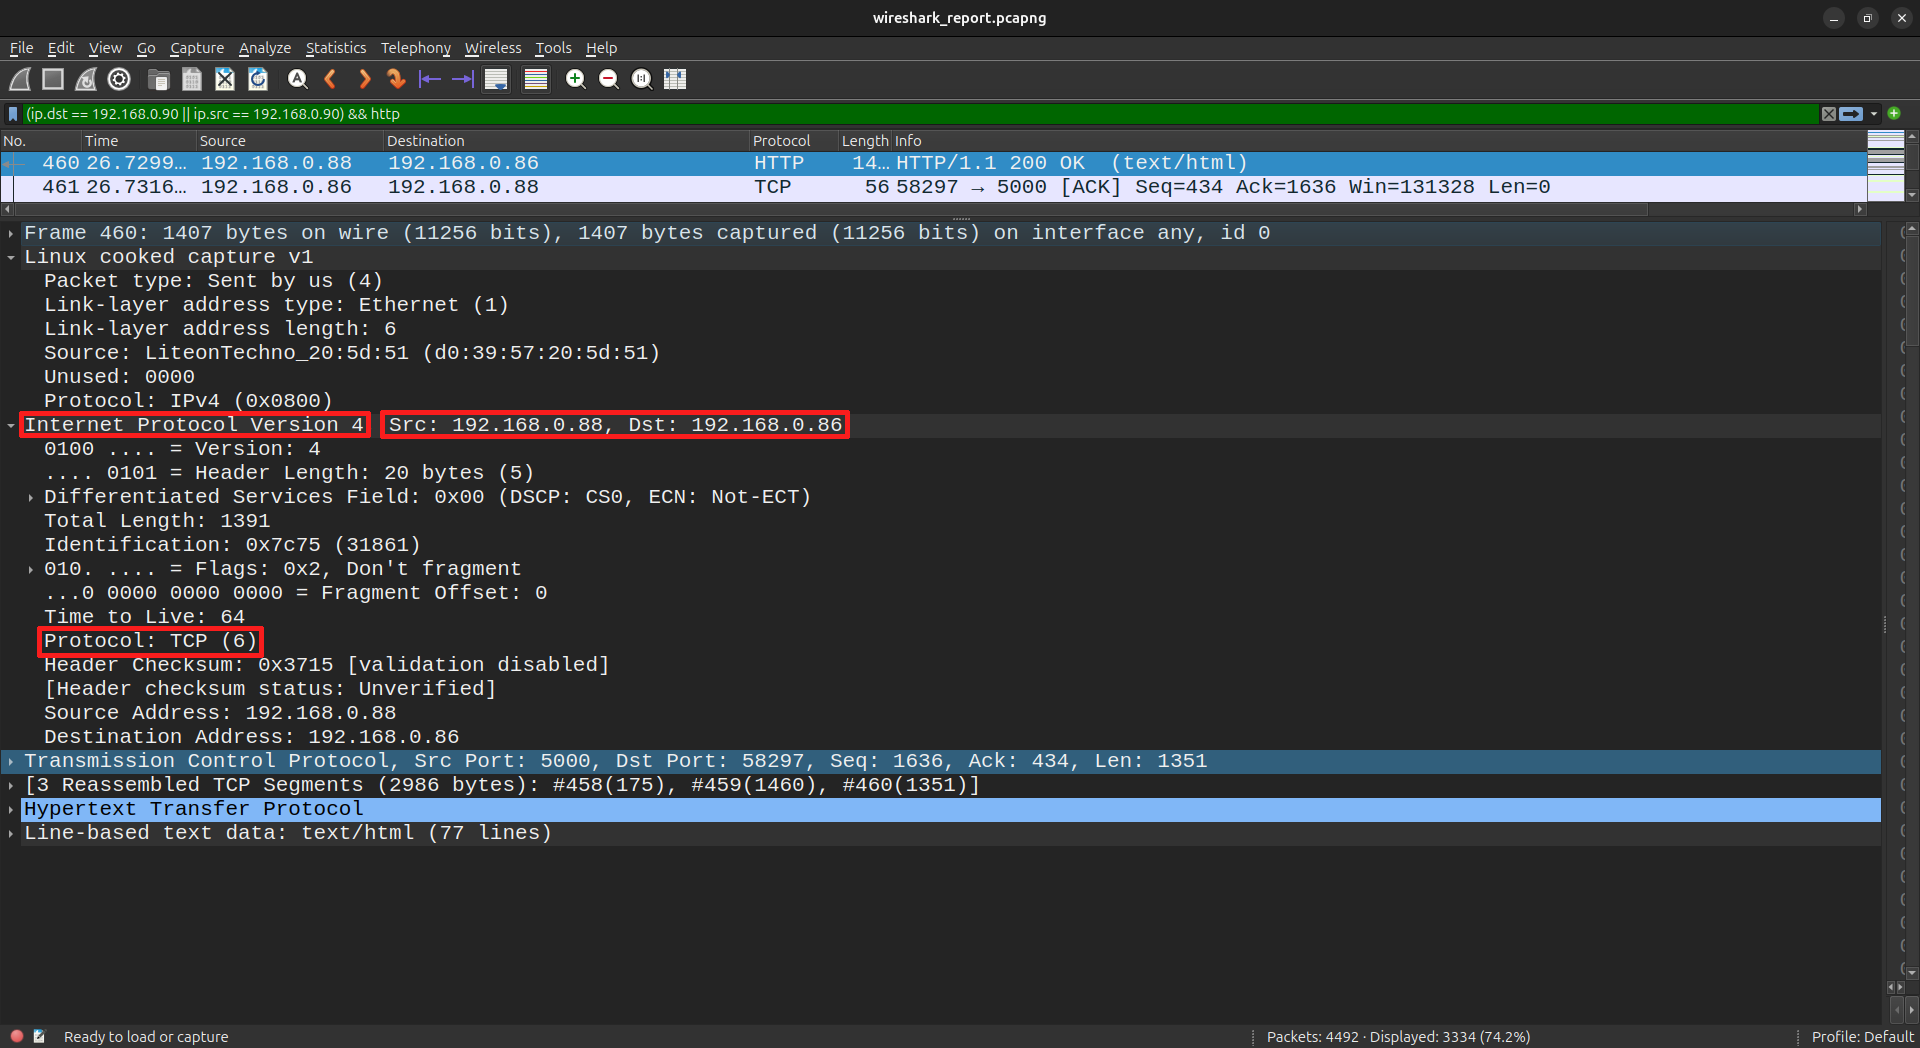 wireshark_report.pcapng
File Edit View Go Capture Analyze Statistics Telephony Wireless Tools Help
(ip.dst == 192.168.0.90 || ip.src == 192.168.0.90) && http
No. Time Source Destination Protocol Length Info
460 26.7299… 192.168.0.88 192.168.0.86 HTTP 14… HTTP/1.1 200 OK (text/html)
461 26.7316… 192.168.0.86 192.168.0.88 TCP 56 58297 → 5000 [ACK] Seq=434 Ack=1636 Win=131328 Len=0
Frame 460: 1407 bytes on wire (11256 bits), 1407 bytes captured (11256 bits) on interface any, id 0
Linux cooked capture v1
Packet type: Sent by us (4)
Link-layer address type: Ethernet (1)
Link-layer address length: 6
Source: LiteonTechno_20:5d:51 (d0:39:57:20:5d:51)
Unused: 0000
Protocol: IPv4 (0x0800)
Internet Protocol Version 4 Src: 192.168.0.88, Dst: 192.168.0.86
0100 .... = Version: 4
.... 0101 = Header Length: 20 bytes (5)
Differentiated Services Field: 0x00 (DSCP: CS0, ECN: Not-ECT)
Total Length: 1391
Identification: 0x7c75 (31861)
010. .... = Flags: 0x2, Don't fragment
...0 0000 0000 0000 = Fragment Offset: 0
Time to Live: 64
Protocol: TCP (6)
Header Checksum: 0x3715 [validation disabled]
[Header checksum status: Unverified]
Source Address: 192.168.0.88
Destination Address: 192.168.0.86
Transmission Control Protocol, Src Port: 5000, Dst Port: 58297, Seq: 1636, Ack: 434, Len: 1351
[3 Reassembled TCP Segments (2986 bytes): #458(175), #459(1460), #460(1351)]
Hypertext Transfer Protocol
Line-based text data: text/html (77 lines)
Ready to load or capture
Packets: 4492 · Displayed: 3334 (74.2%)
Profile: Default